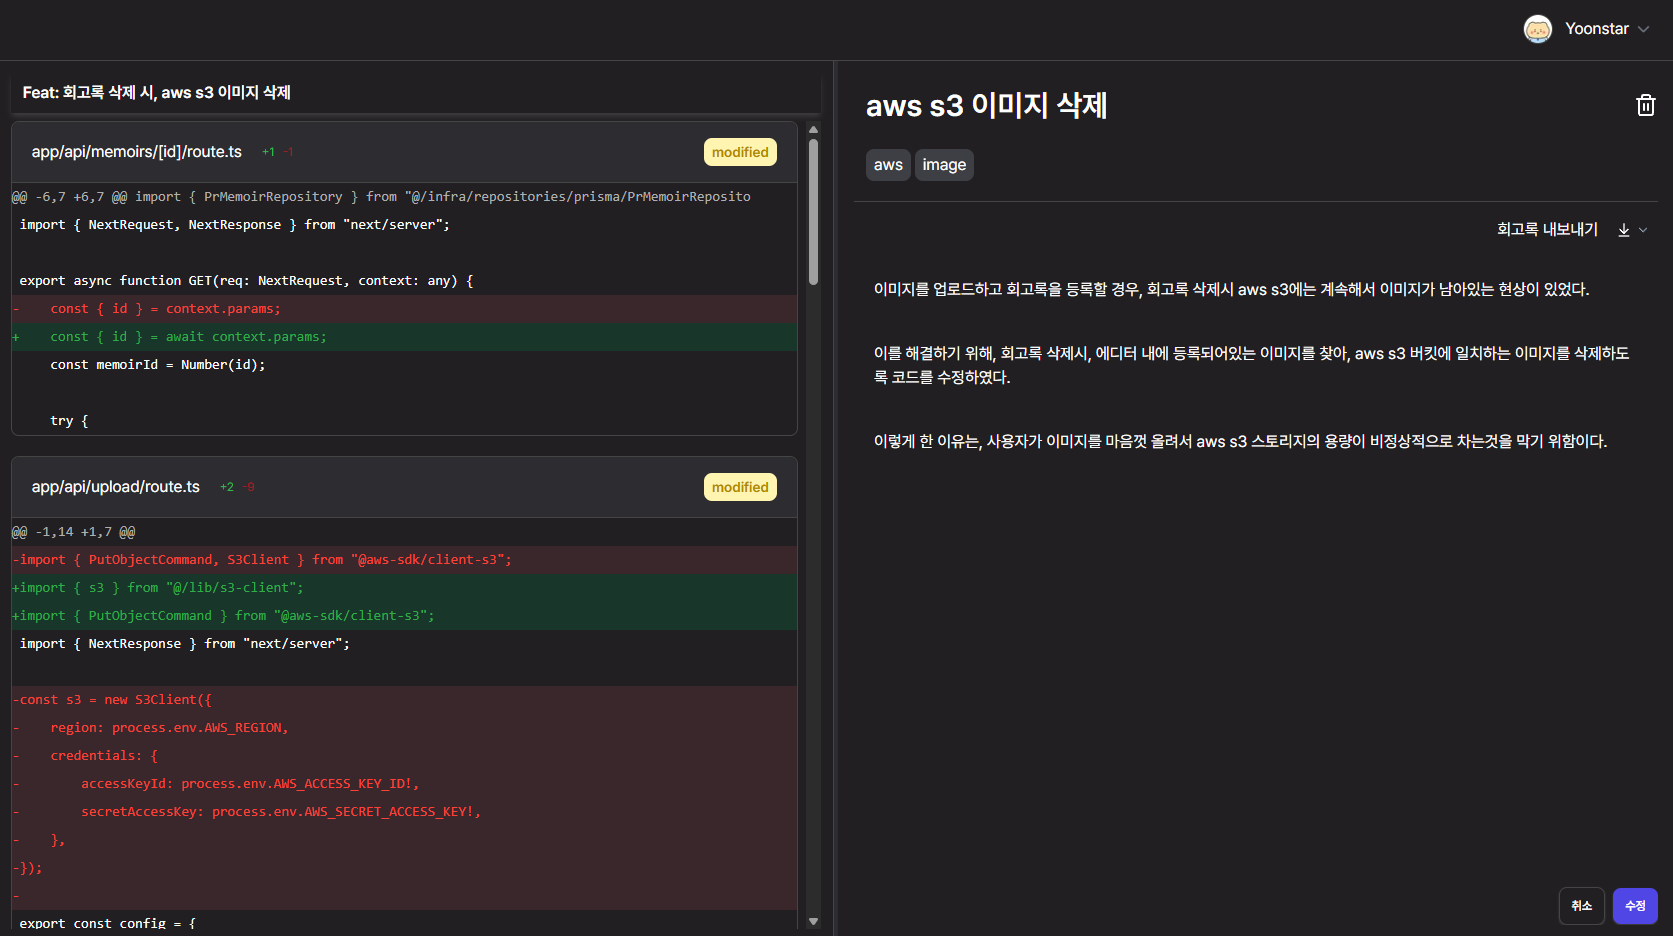 Yoonstar
Feat: 회고록 삭제 시, aws s3 이미지 삭제
app/api/memoirs/[id]/route.ts +1 -1 modified
@@ -6,7 +6,7 @@ import { PrMemoirRepository } from "@/infra/repositories/prisma/PrMemoirReposito
import { NextRequest, NextResponse } from "next/server";
export async function GET(req: NextRequest, context: any) {
-    const { id } = context.params;
+    const { id } = await context.params;
const memoirId = Number(id);
try {
app/api/upload/route.ts +2 -9 modified
@@ -1,14 +1,7 @@
-import { PutObjectCommand, S3Client } from "@aws-sdk/client-s3";
+import { s3 } from "@/lib/s3-client";
+import { PutObjectCommand } from "@aws-sdk/client-s3";
import { NextResponse } from "next/server";
-const s3 = new S3Client({
-    region: process.env.AWS_REGION,
-    credentials: {
-        accessKeyId: process.env.AWS_ACCESS_KEY_ID!,
-        secretAccessKey: process.env.AWS_SECRET_ACCESS_KEY!,
-    },
-});
-
export const config = {
aws s3 이미지 삭제
aws image
회고록 내보내기
이미지를 업로드하고 회고록을 등록할 경우, 회고록 삭제시 aws s3에는 계속해서 이미지가 남아있는 현상이 있었다.
이를 해결하기 위해, 회고록 삭제시, 에디터 내에 등록되어있는 이미지를 찾아, aws s3 버킷에 일치하는 이미지를 삭제하도
록 코드를 수정하였다.
이렇게 한 이유는, 사용자가 이미지를 마음껏 올려서 aws s3 스토리지의 용량이 비정상적으로 차는것을 막기 위함이다.
취소 수정